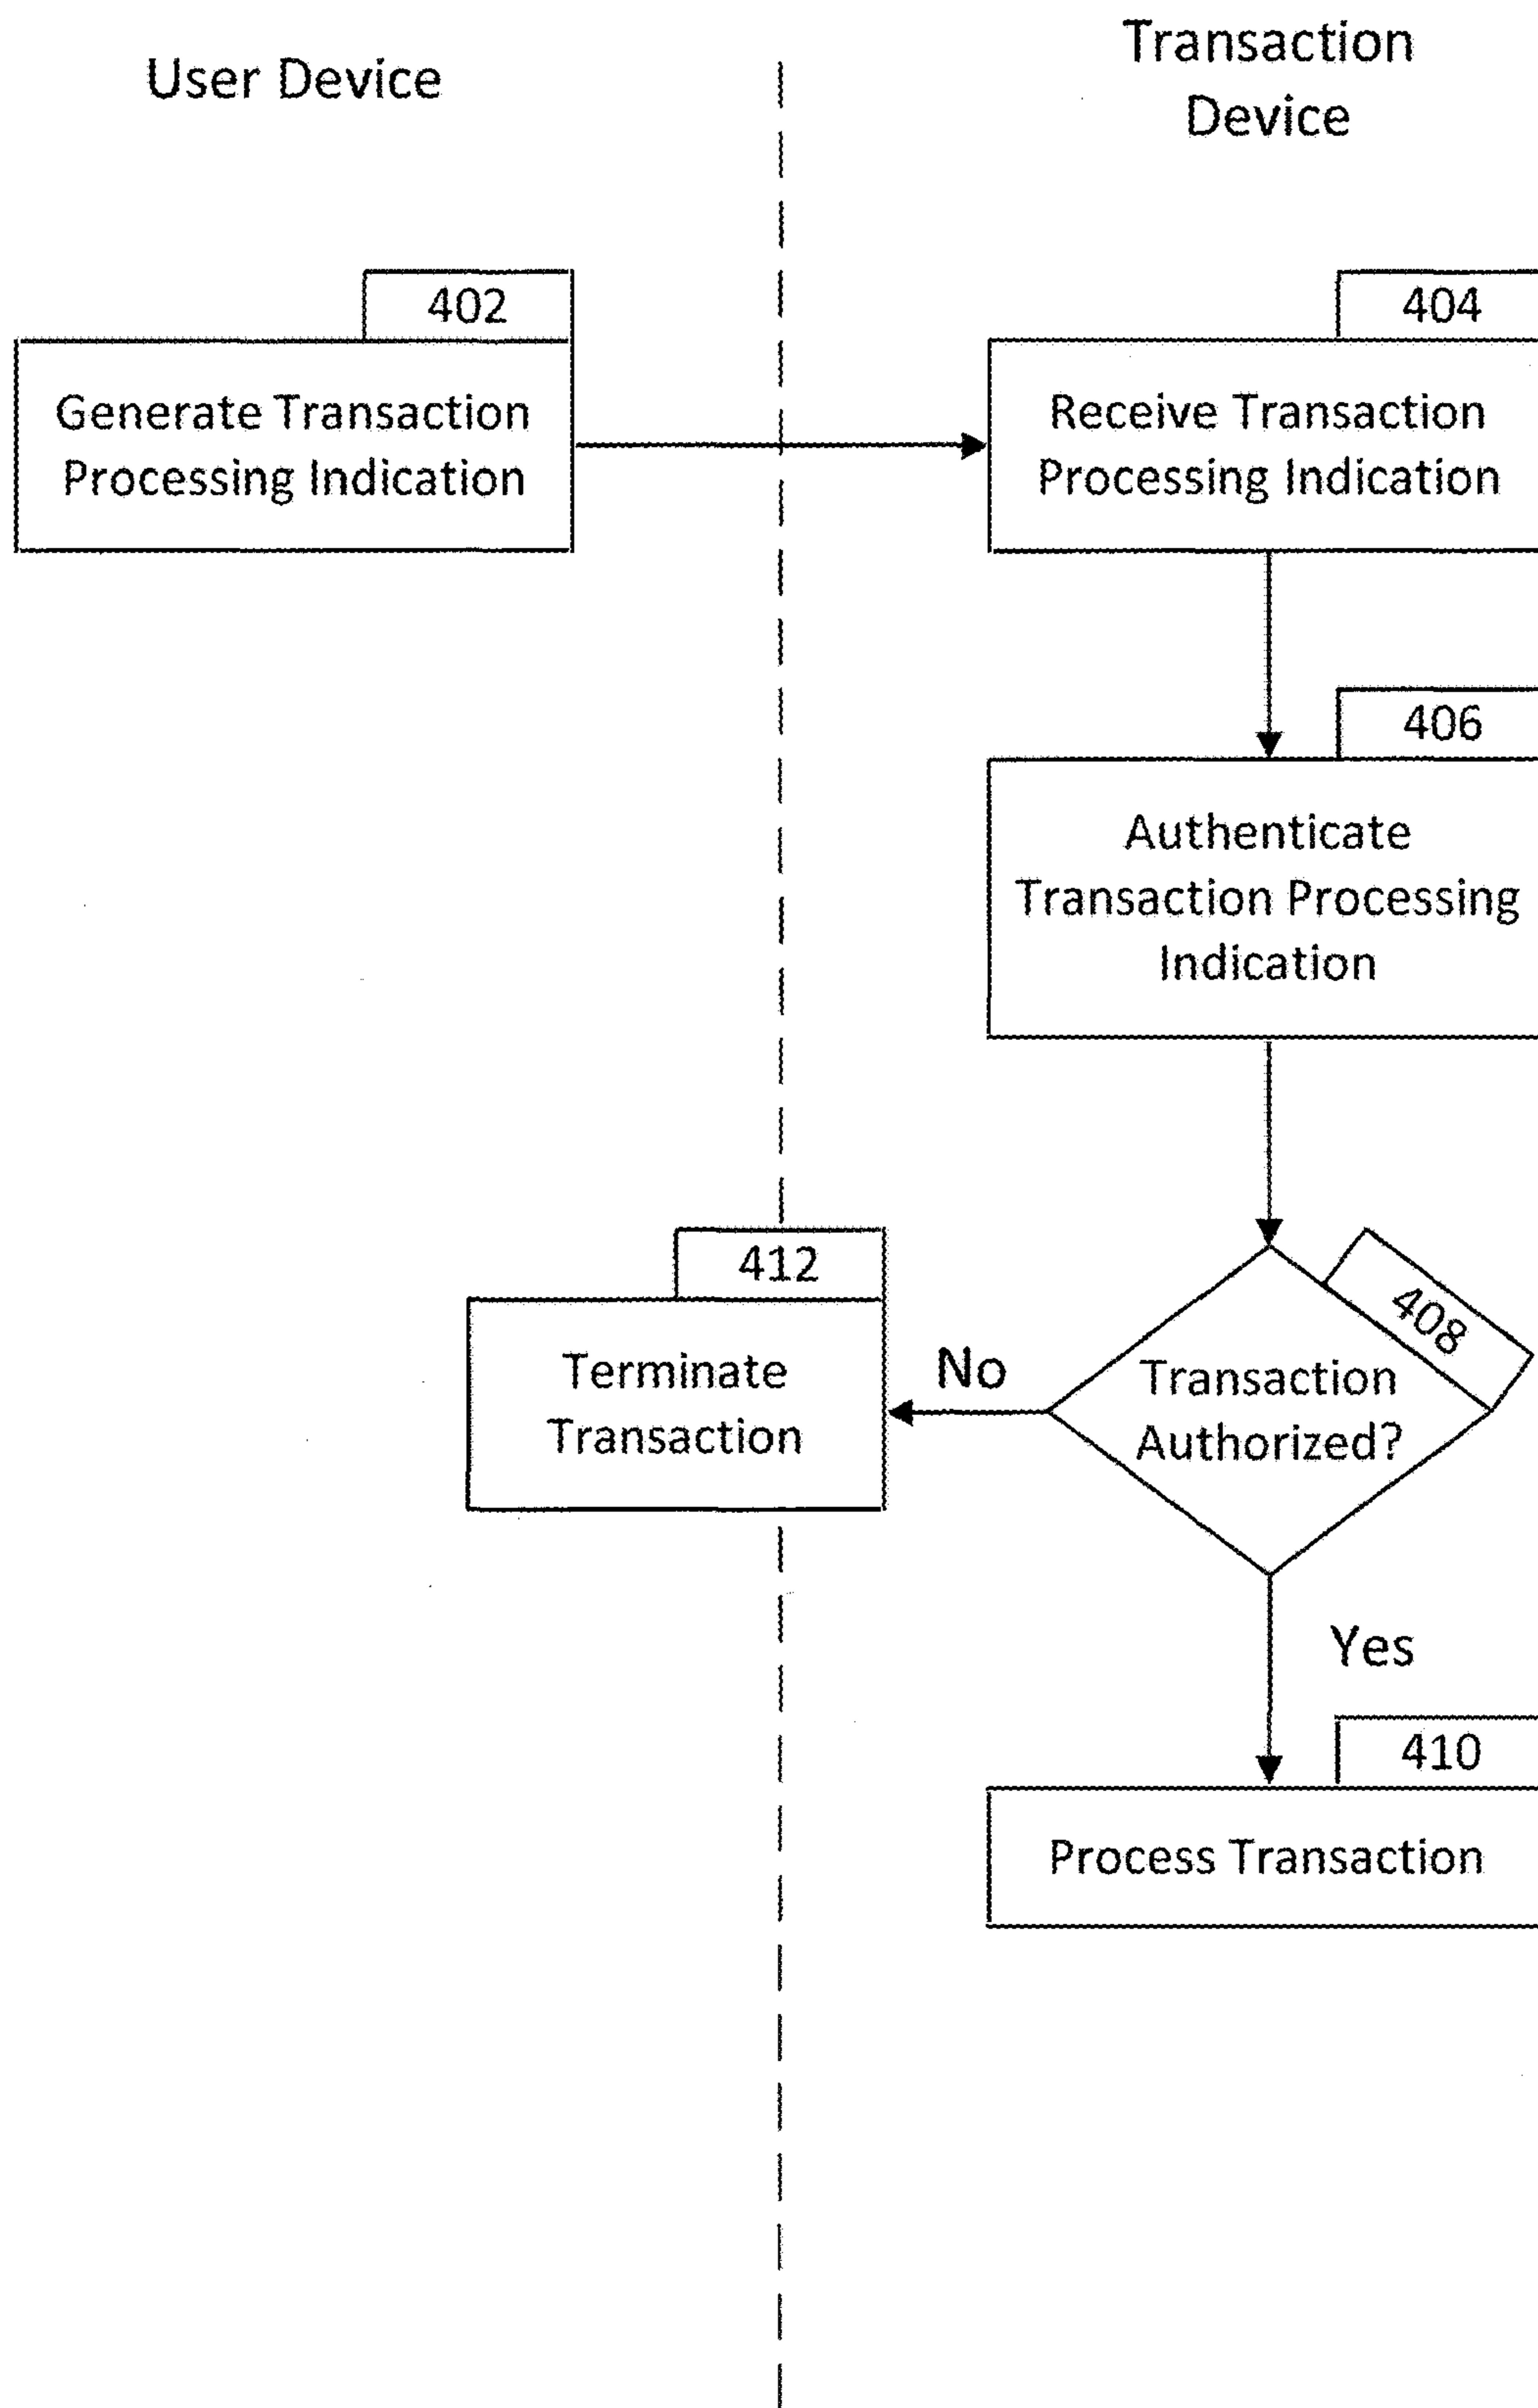 User Device
Transaction
Device
402
Generate Transaction
Processing Indication
404
Receive Transaction
Processing Indication
406
Authenticate
Transaction Processing
Indication
408
Transaction
Authorized?
No
412
Terminate
Transaction
Yes
410
Process Transaction